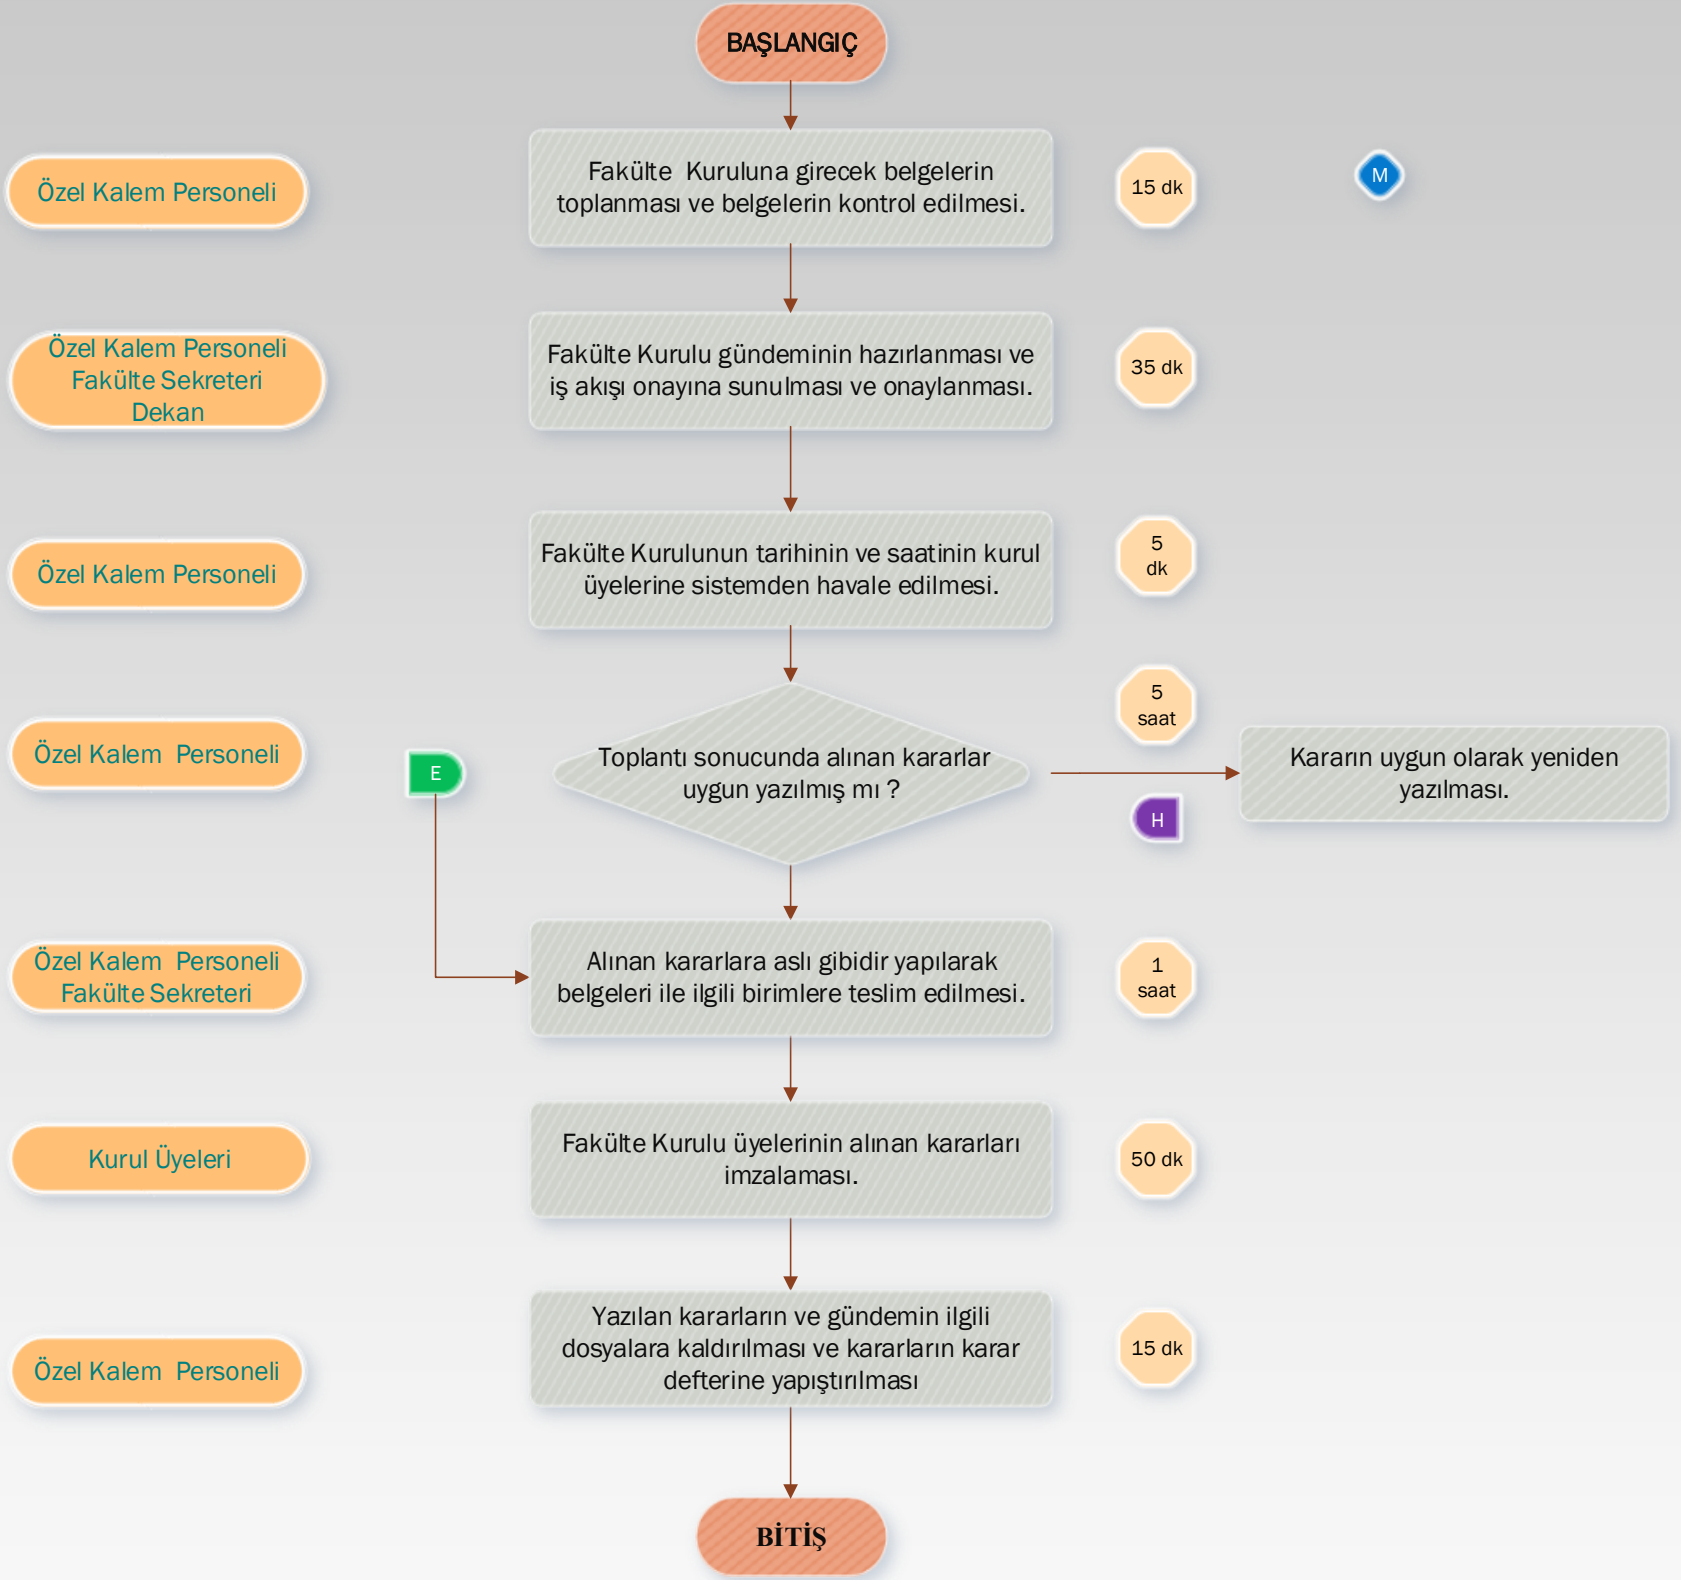 BAŞLANGIÇ
Özel Kalem Personeli
Fakülte  Kuruluna girecek belgelerin
toplanması ve belgelerin kontrol edilmesi.
15 dk
M
Özel Kalem Personeli
Fakülte Sekreteri
Dekan
Fakülte Kurulu gündeminin hazırlanması ve
iş akışı onayına sunulması ve onaylanması.
35 dk
Özel Kalem Personeli
Fakülte Kurulunun tarihinin ve saatinin kurul
üyelerine sistemden havale edilmesi.
5
dk
Özel Kalem  Personeli
E
Toplantı sonucunda alınan kararlar
uygun yazılmış mı ?
5
saat
H
Kararın uygun olarak yeniden
yazılması.
Özel Kalem  Personeli
Fakülte Sekreteri
Alınan kararlara aslı gibidir yapılarak
belgeleri ile ilgili birimlere teslim edilmesi.
1
saat
Kurul Üyeleri
Fakülte Kurulu üyelerinin alınan kararları
imzalaması.
50 dk
Özel Kalem  Personeli
Yazılan kararların ve gündemin ilgili
dosyalara kaldırılması ve kararların karar
defterine yapıştırılması
15 dk
BİTİŞ